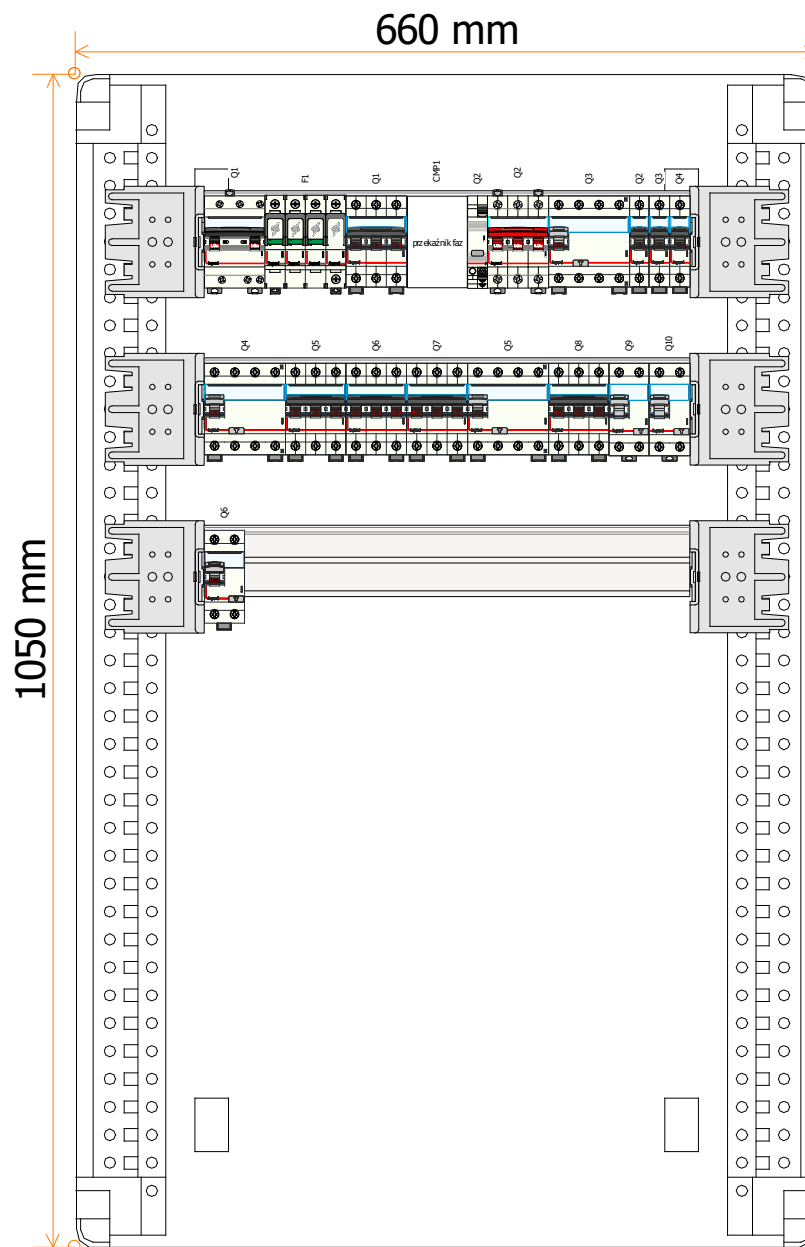 660 mm
Q1 F1 Q1 CMP1 Q2 Q2 Q3 Q2 Q3 Q4
przekaźnik faz
Q4 Q5 Q6 Q7 Q5 Q8 Q9 Q10
Q6
1050 mm